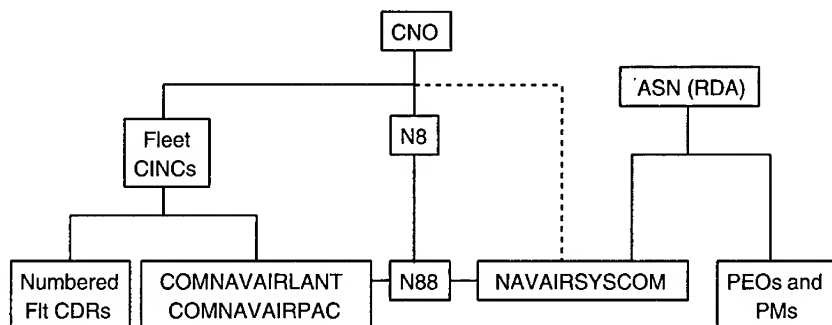 CNO
ASN (RDA)
Fleet
CINCs
N8
Numbered
Flt CDRs
COMNAVAIRLANT
COMNAVAIRPAC
N88
NAVAIRSYSCOM
PEOs and
PMs